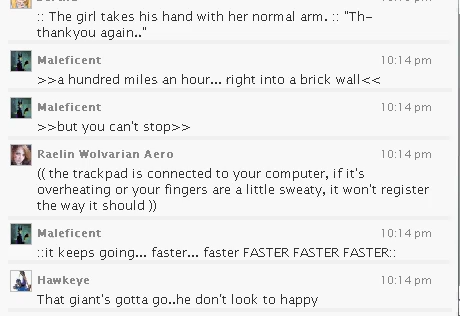 :: The girl takes his hand with her normal arm. :: "Th-
thankyou again.."
Maleficent 10:14 pm
>>a hundred miles an hour... right into a brick wall<<
Maleficent 10:14 pm
>>but you can't stop>>
Raelin Wolvarian Aero 10:14 pm
(( the trackpad is connected to your computer, if it's
overheating or your fingers are a little sweaty, it won't register
the way it should ))
Maleficent 10:14 pm
::it keeps going... faster... faster FASTER FASTER FASTER::
Hawkeye 10:14 pm
That giant's gotta go..he don't look to happy